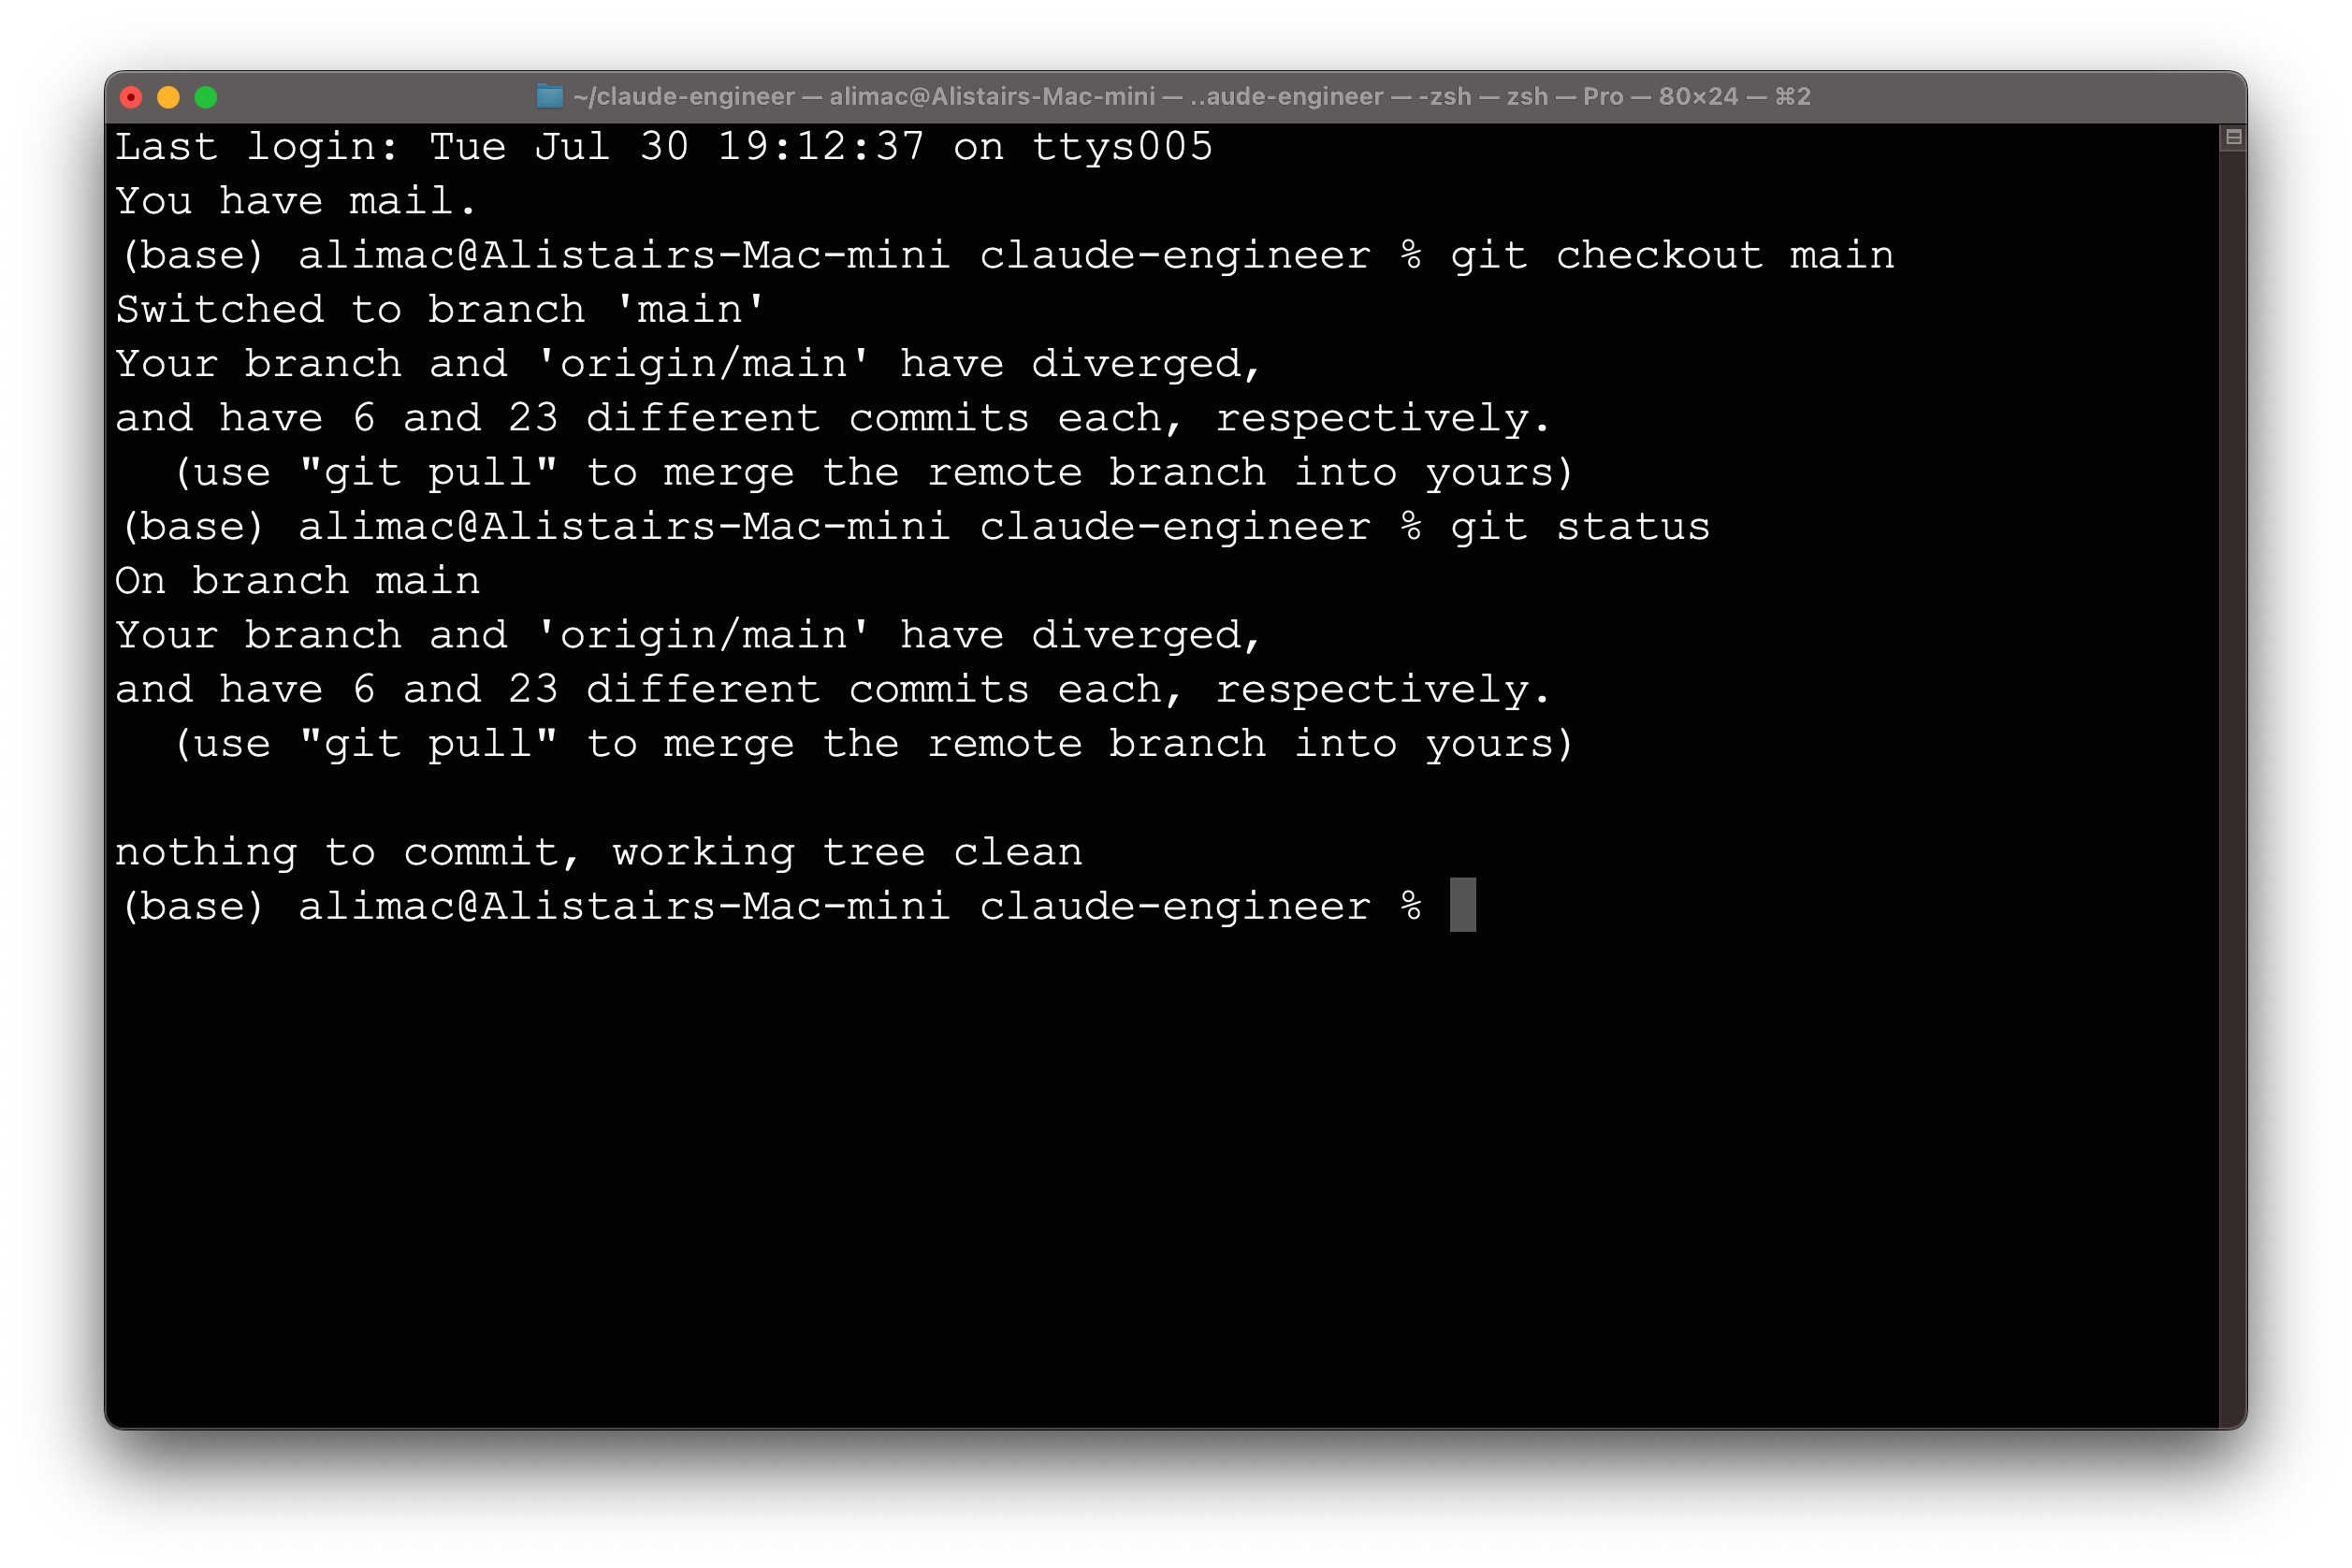 ~/claude-engineer — alimac@Alistairs-Mac-mini — ..aude-engineer — -zsh — zsh — Pro — 80×24 — ⌘2
Last login: Tue Jul 30 19:12:37 on ttys005
You have mail.
(base) alimac@Alistairs-Mac-mini claude-engineer % git checkout main
Switched to branch 'main'
Your branch and 'origin/main' have diverged,
and have 6 and 23 different commits each, respectively.
  (use "git pull" to merge the remote branch into yours)
(base) alimac@Alistairs-Mac-mini claude-engineer % git status
On branch main
Your branch and 'origin/main' have diverged,
and have 6 and 23 different commits each, respectively.
  (use "git pull" to merge the remote branch into yours)

nothing to commit, working tree clean
(base) alimac@Alistairs-Mac-mini claude-engineer %